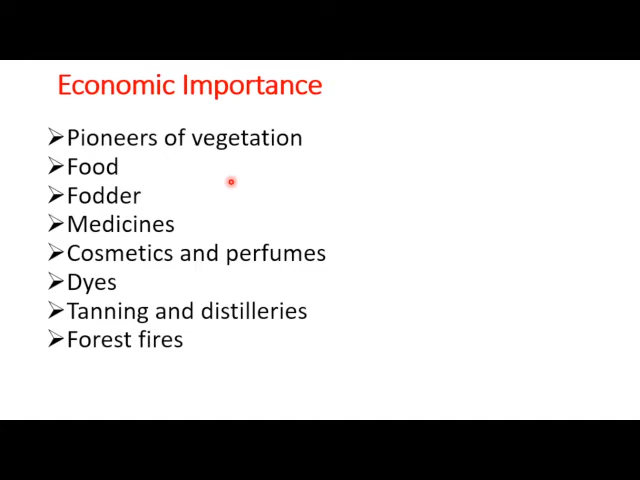 Economic Importance
➢Pioneers of vegetation
➢Food
➢Fodder
➢Medicines
➢Cosmetics and perfumes
➢Dyes
➢Tanning and distilleries
➢Forest fires